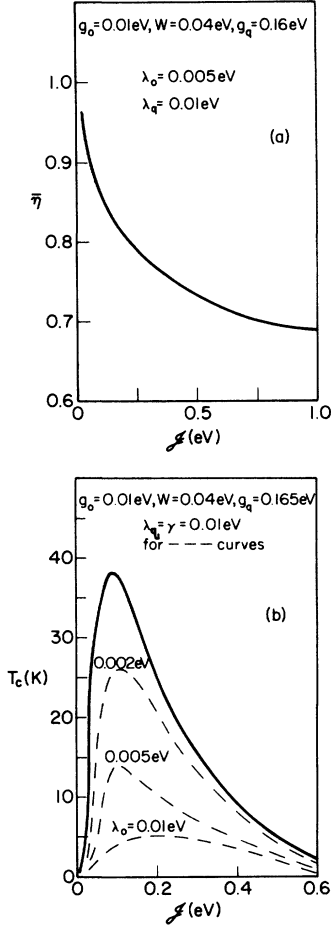 g₀=0.01eV, W=0.04eV, g_q=0.16eV
λ₀=0.005eV
λ_q=0.01eV
(a)
1.0
0.9
η̄
0.8
0.7
0.6
0 0.5 1.0
𝒥(eV)
g₀=0.01eV, W=0.04eV, g_q=0.165eV
λ_q=γ=0.01eV
for ――― curves
(b)
40
30
0.002eV
T_c(K)
20
0.005eV
10
λ₀=0.01eV
0
0 0.2 0.4 0.6
𝒥(eV)